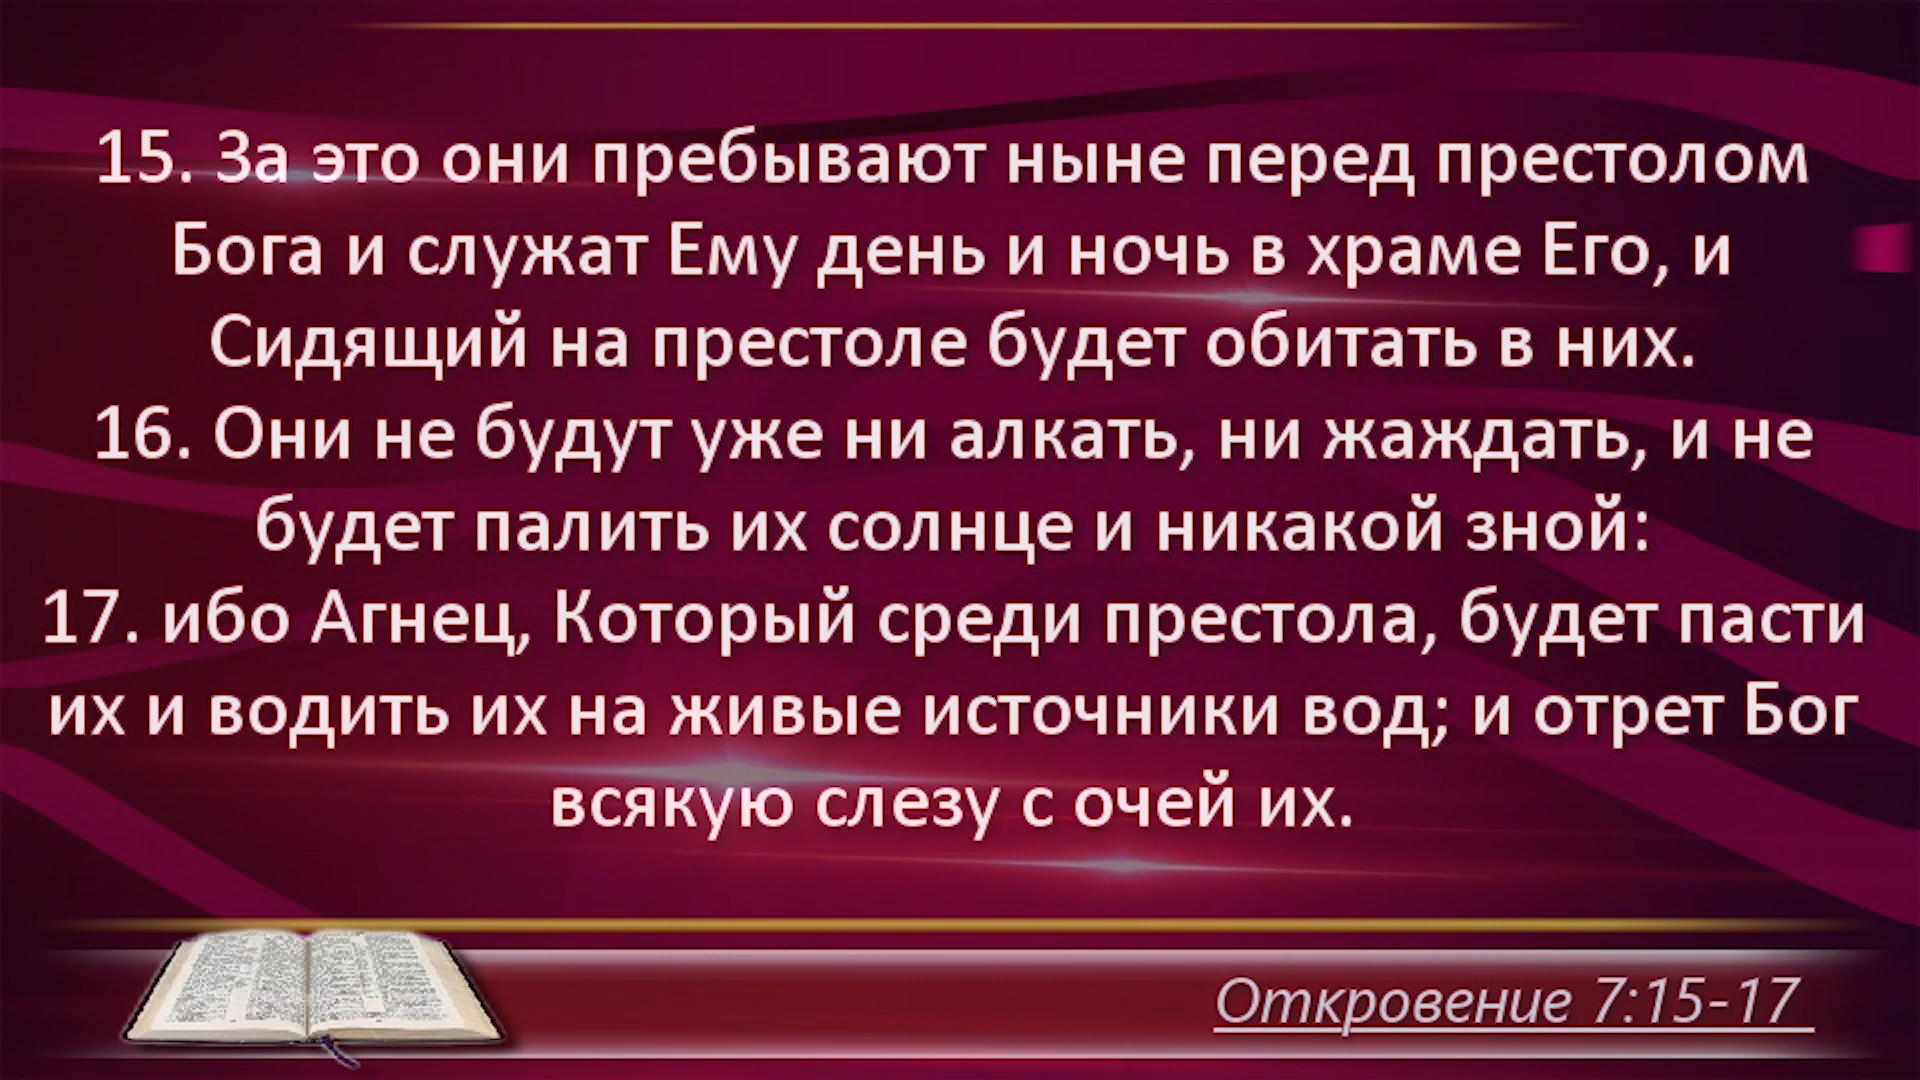 15. За это они пребывают ныне перед престолом
Бога и служат Ему день и ночь в храме Его, и
Сидящий на престоле будет обитать в них.
16. Они не будут уже ни алкать, ни жаждать, и не
будет палить их солнце и никакой зной:
17. ибо Агнец, Который среди престола, будет пасти
их и водить их на живые источники вод; и отрет Бог
всякую слезу с очей их.
Откровение 7:15-17